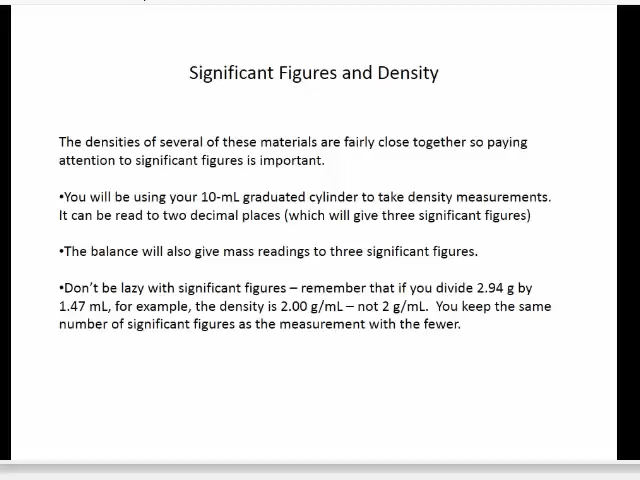 Significant Figures and Density
The densities of several of these materials are fairly close together so paying
attention to significant figures is important.
•You will be using your 10-mL graduated cylinder to take density measurements.
It can be read to two decimal places (which will give three significant figures)
•The balance will also give mass readings to three significant figures.
•Don't be lazy with significant figures – remember that if you divide 2.94 g by
1.47 mL, for example, the density is 2.00 g/mL – not 2 g/mL.  You keep the same
number of significant figures as the measurement with the fewer.